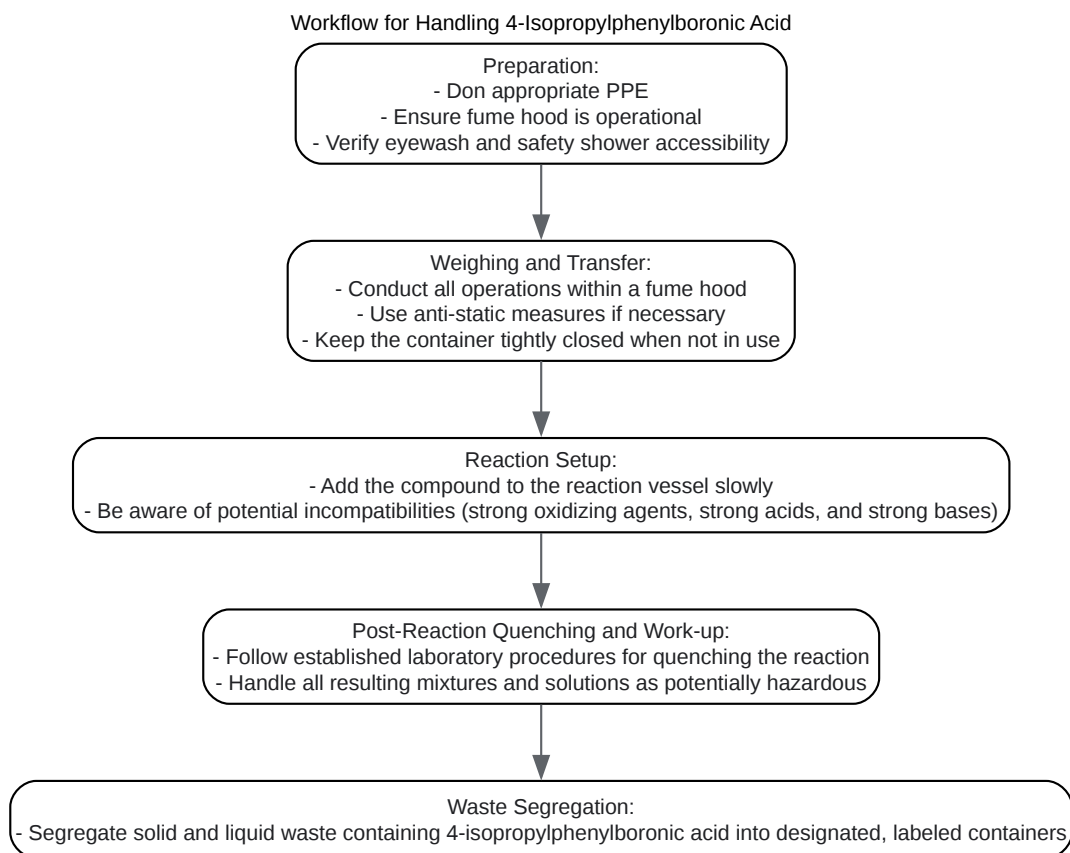 Workflow for Handling 4-Isopropylphenylboronic Acid
Preparation:
- Don appropriate PPE
- Ensure fume hood is operational
- Verify eyewash and safety shower accessibility
Weighing and Transfer:
- Conduct all operations within a fume hood
- Use anti-static measures if necessary
- Keep the container tightly closed when not in use
Reaction Setup:
- Add the compound to the reaction vessel slowly
- Be aware of potential incompatibilities (strong oxidizing agents, strong acids, and strong bases)
Post-Reaction Quenching and Work-up:
- Follow established laboratory procedures for quenching the reaction
- Handle all resulting mixtures and solutions as potentially hazardous
Waste Segregation:
- Segregate solid and liquid waste containing 4-isopropylphenylboronic acid into designated, labeled containers